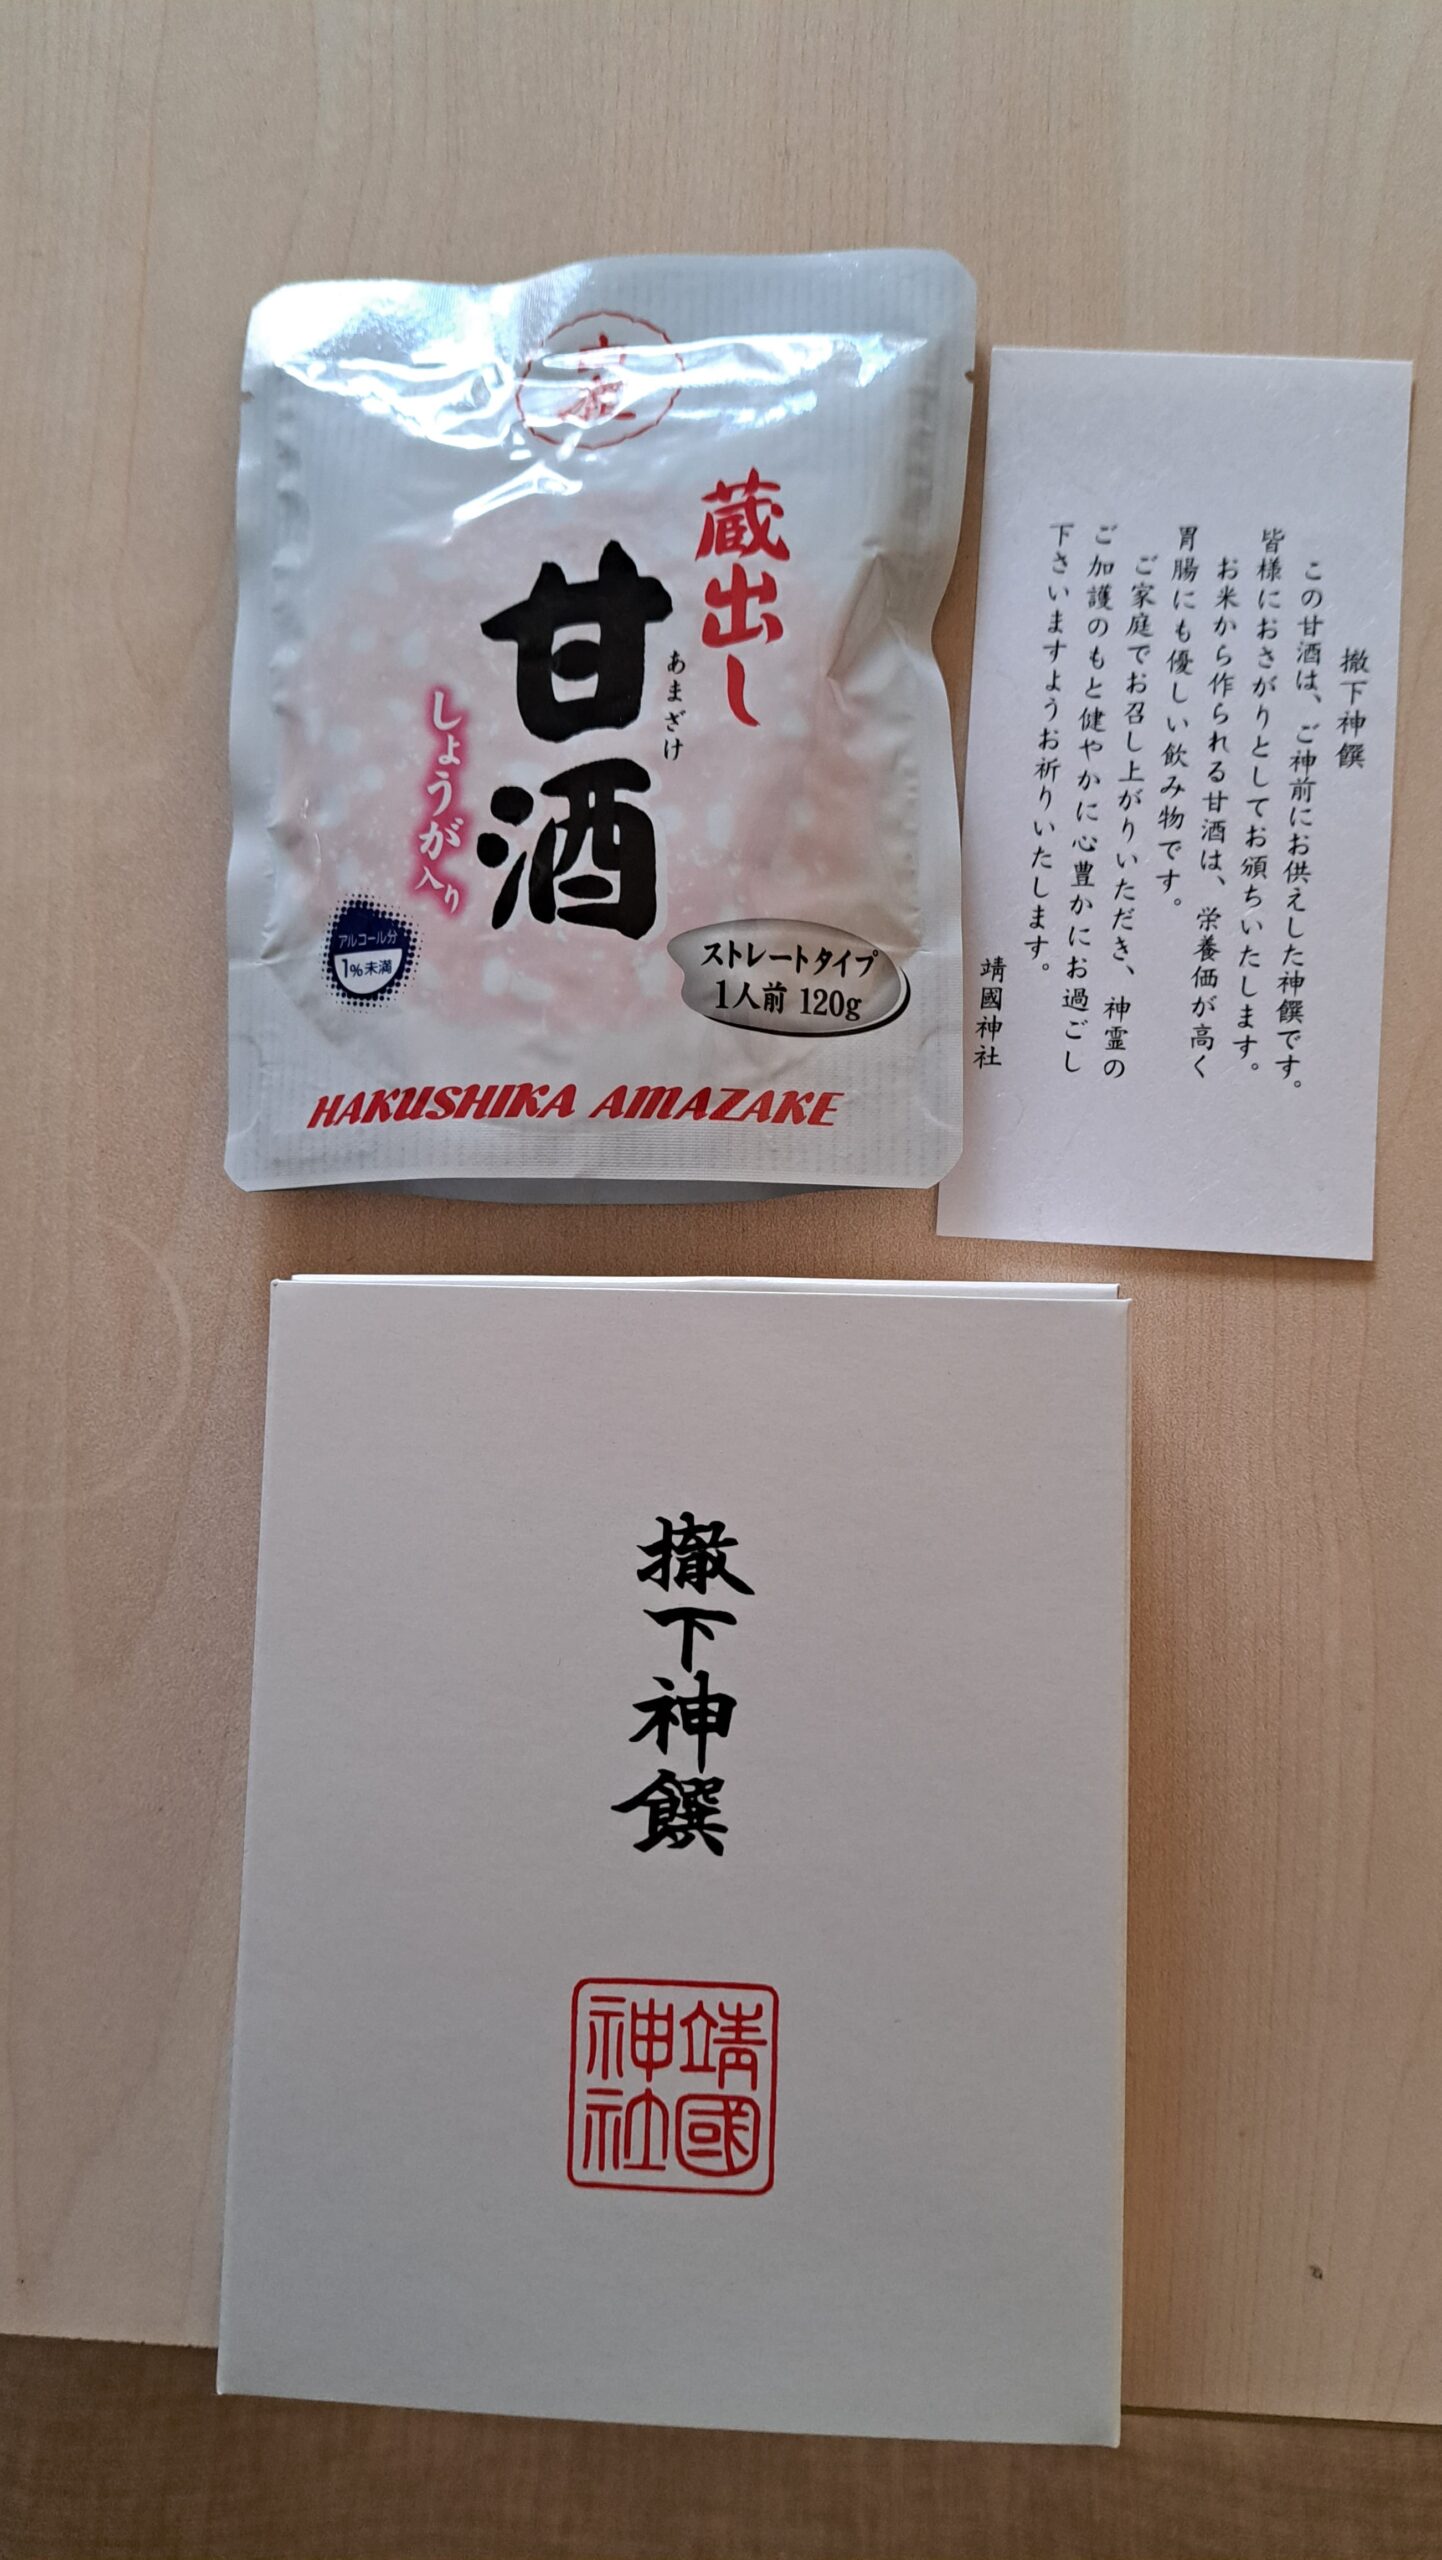 蔵出し
甘酒
あまざけ
しょうが入り
アルコール分
1%未満
ストレートタイプ
1人前 120g
HAKUSHIKA AMAZAKE
撤下神饌
この甘酒は、ご神前にお供えした神饌です。
皆様におさがりとしてお頒ちいたします。
お米から作られる甘酒は、栄養価が高く
胃腸にも優しい飲み物です。
ご家庭でお召し上がりいただき、神霊の
ご加護のもと健やかに心豊かにお過ごし
下さいますようお祈りいたします。
靖國神社
撤下神饌
靖國
神社